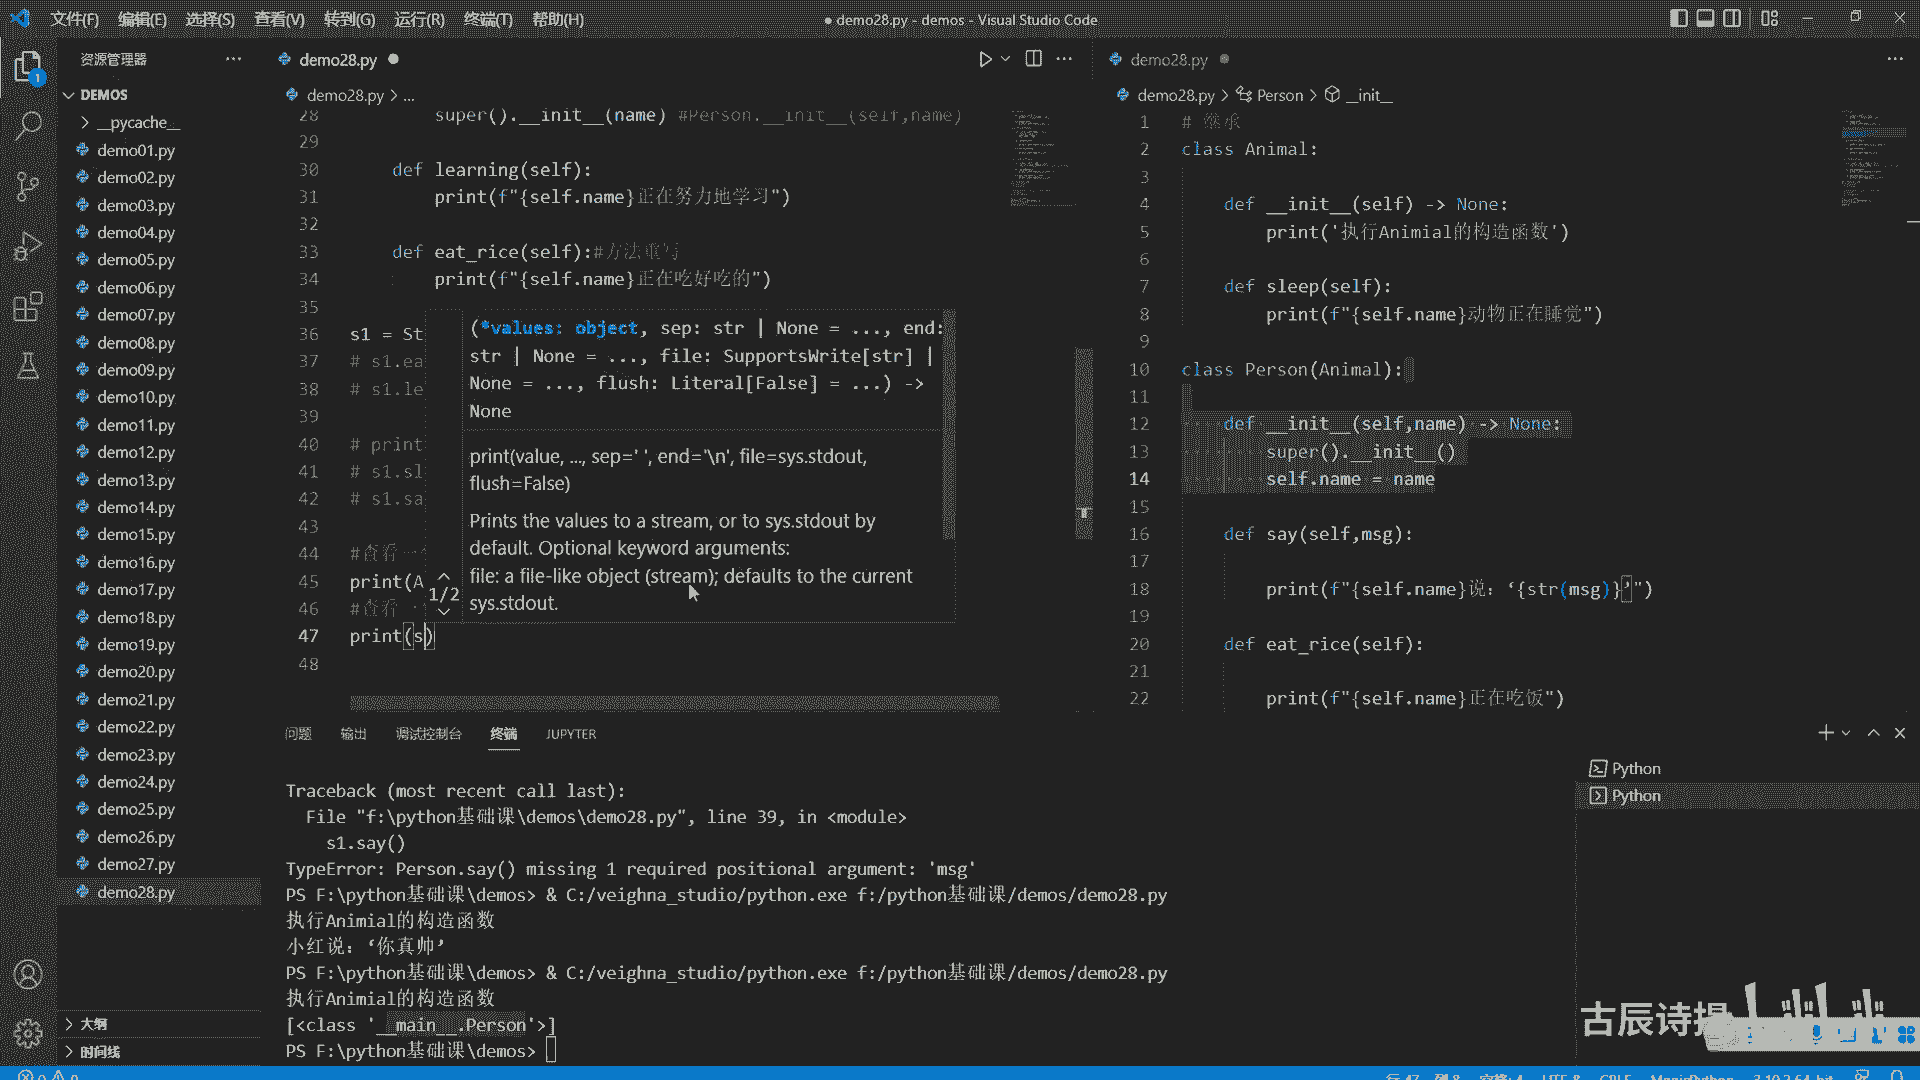 文件(F) 编辑(E) 选择(S) 查看(V) 转到(G) 运行(R) 终端(T) 帮助(H)
● demo28.py - demos - Visual Studio Code
资源管理器
DEMOS
__pycache__
demo01.py
demo02.py
demo03.py
demo04.py
demo05.py
demo06.py
demo07.py
demo08.py
demo09.py
demo10.py
demo11.py
demo12.py
demo13.py
demo14.py
demo15.py
demo16.py
demo17.py
demo18.py
demo19.py
demo20.py
demo21.py
demo22.py
demo23.py
demo24.py
demo25.py
demo26.py
demo27.py
demo28.py
大纲
时间线
1
demo28.py
demo28.py > ...
28 super().__init__(name) #Person.__init__(self,name)
29
30 def learning(self):
31 print(f"{self.name}正在努力地学习")
32
33 def eat_rice(self):#方法重写
34 print(f"{self.name}正在吃好吃的")
35
36 s1 = St
37 # s1.ea
38 # s1.le
39
40 # print
41 # s1.sl
42 # s1.sa
43
44 #查看一
45 print(A
46 #查看
47 print(s)
48
(*values: object, sep: str | None = ..., end:
str | None = ..., file: SupportsWrite[str] |
None = ..., flush: Literal[False] = ...) ->
None
1/2
print(value, ..., sep=' ', end='\n', file=sys.stdout,
flush=False)
Prints the values to a stream, or to sys.stdout by
default. Optional keyword arguments:
file: a file-like object (stream); defaults to the current
sys.stdout.
demo28.py
demo28.py > Person > __init__
1 # 继承
2 class Animal:
3
4 def __init__(self) -> None:
5 print('执行Animial的构造函数')
6
7 def sleep(self):
8 print(f"{self.name}动物正在睡觉")
9
10 class Person(Animal):
11
12 def __init__(self,name) -> None:
13 super().__init__()
14 self.name = name
15
16 def say(self,msg):
17
18 print(f"{self.name}说：‘{str(msg)}’")
19
20 def eat_rice(self):
21
22 print(f"{self.name}正在吃饭")
问题 输出 调试控制台 终端 JUPYTER
Traceback (most recent call last):
File "f:\python基础课\demos\demo28.py", line 39, in <module>
s1.say()
TypeError: Person.say() missing 1 required positional argument: 'msg'
PS F:\python基础课\demos> & C:/veighna_studio/python.exe f:/python基础课/demos/demo28.py
执行Animial的构造函数
小红说：‘你真帅’
PS F:\python基础课\demos> & C:/veighna_studio/python.exe f:/python基础课/demos/demo28.py
执行Animial的构造函数
[<class '__main__.Person'>]
PS F:\python基础课\demos>
Python
Python
古辰诗